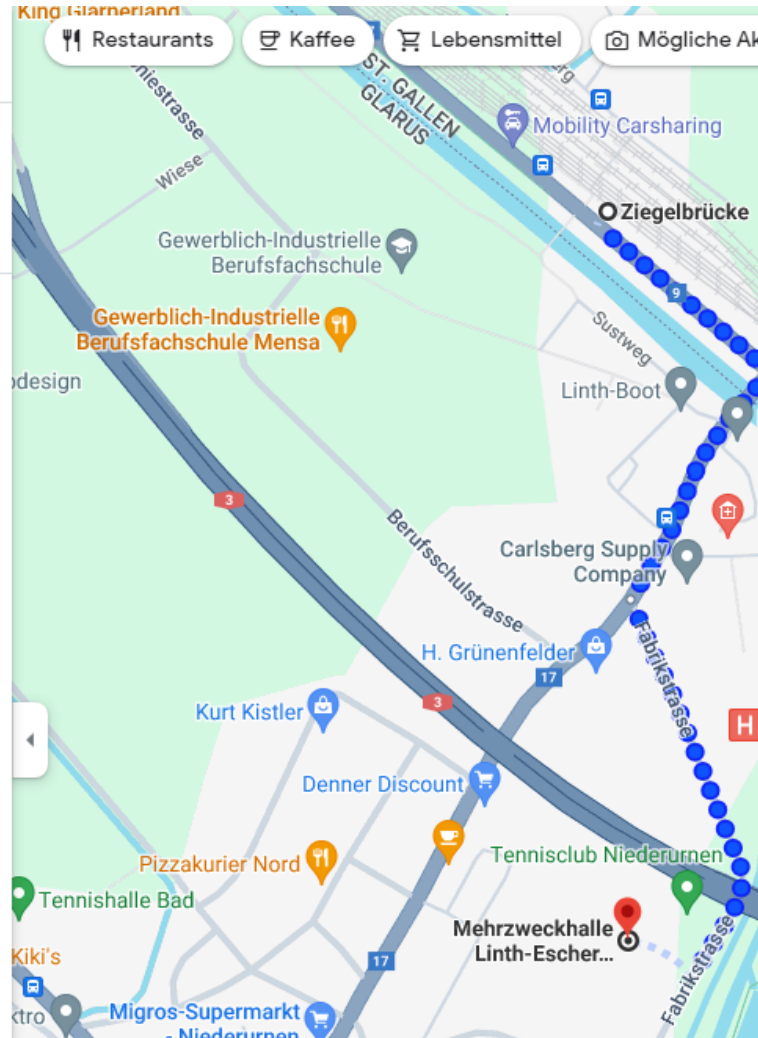 King Glarnerland
Restaurants
Kaffee
Lebensmittel
Mögliche Ak
ST. GALLEN
GLARUS
Mobility Carsharing
Wiese
Ziegelbrücke
Gewerblich-Industrielle
Berufsfachschule
9
Gewerblich-Industrielle
Berufsfachschule Mensa
Sustweg
Linth-Boot
3
Berufsschulstrasse
Carlsberg Supply
Company
Fabrikstrasse
H. Grünenfelder
17
3
Kurt Kistler
H
Denner Discount
Pizzakurier Nord
Tennisclub Niederurnen
Tennishalle Bad
Mehrzweckhalle
Linth-Escher...
Fabrikstrasse
Kiki's
17
Migros-Supermarkt
- Niederurnen